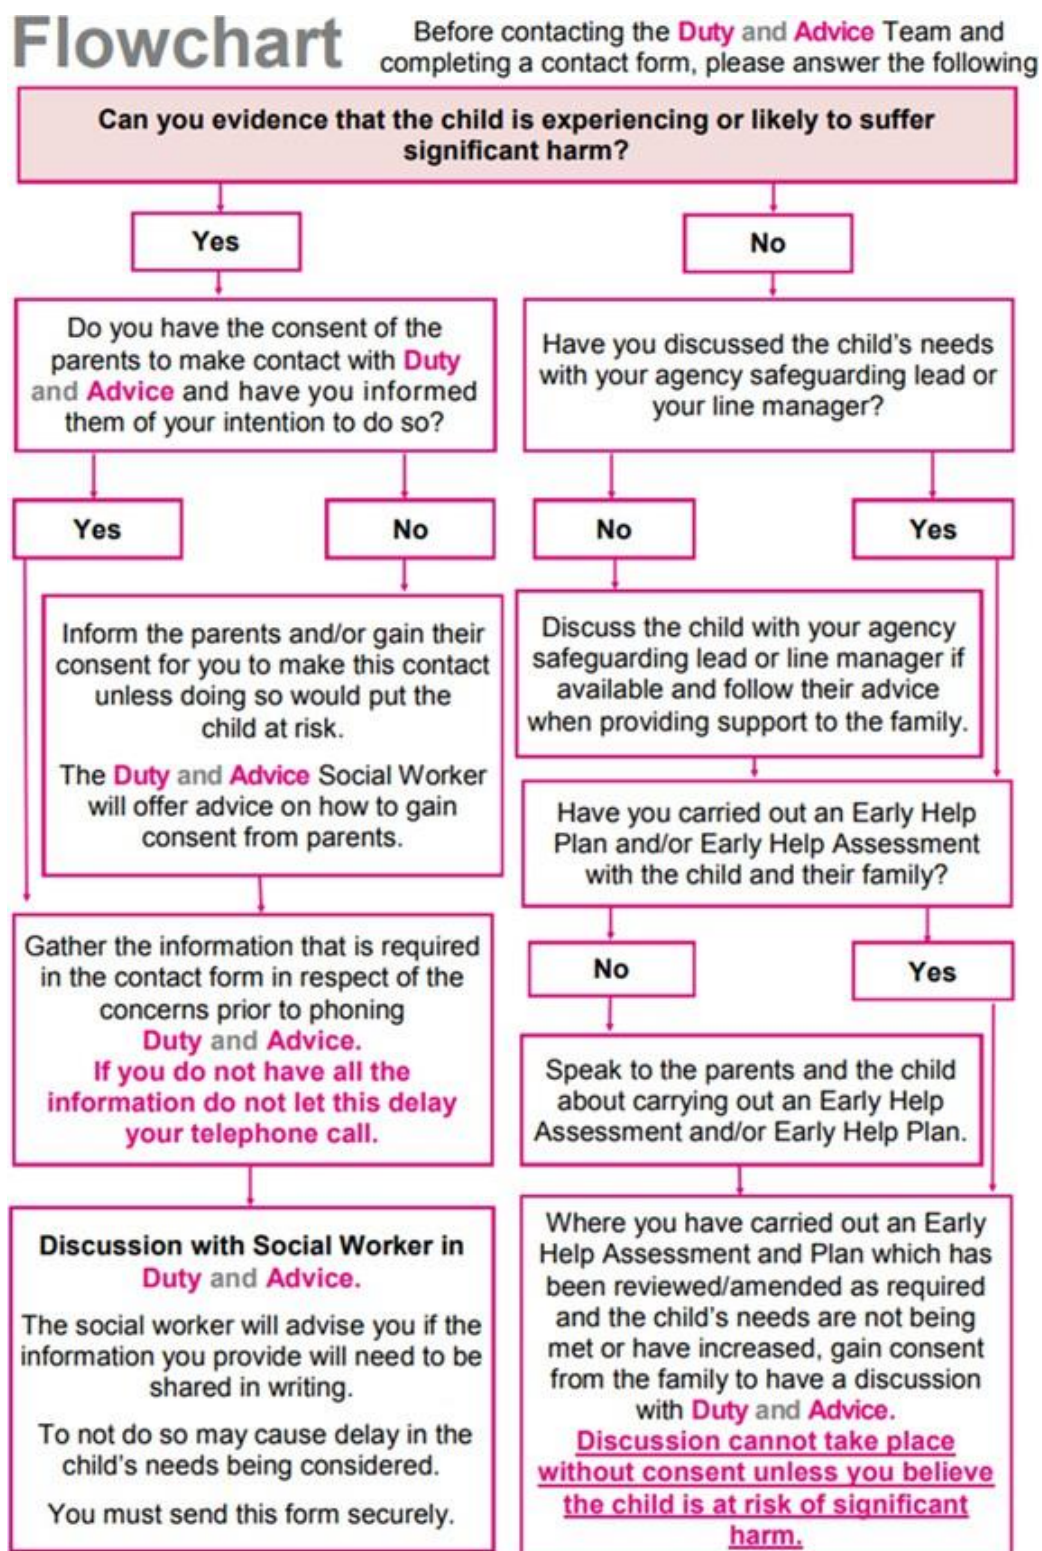 Flowchart
Before contacting the Duty and Advice Team and
completing a contact form, please answer the following
Can you evidence that the child is experiencing or likely to suffer
significant harm?
Yes
No
Do you have the consent of the
parents to make contact with Duty
and Advice and have you informed
them of your intention to do so?
Have you discussed the child's needs
with your agency safeguarding lead or
your line manager?
Yes
No
No
Yes
Inform the parents and/or gain their
consent for you to make this contact
unless doing so would put the
child at risk.
The Duty and Advice Social Worker
will offer advice on how to gain
consent from parents.
Discuss the child with your agency
safeguarding lead or line manager if
available and follow their advice
when providing support to the family.
Have you carried out an Early Help
Plan and/or Early Help Assessment
with the child and their family?
Gather the information that is required
in the contact form in respect of the
concerns prior to phoning
Duty and Advice.
If you do not have all the
information do not let this delay
your telephone call.
No
Yes
Speak to the parents and the child
about carrying out an Early Help
Assessment and/or Early Help Plan.
Discussion with Social Worker in
Duty and Advice.
The social worker will advise you if the
information you provide will need to be
shared in writing.
To not do so may cause delay in the
child's needs being considered.
You must send this form securely.
Where you have carried out an Early
Help Assessment and Plan which has
been reviewed/amended as required
and the child's needs are not being
met or have increased, gain consent
from the family to have a discussion
with Duty and Advice.
Discussion cannot take place
without consent unless you believe
the child is at risk of significant
harm.